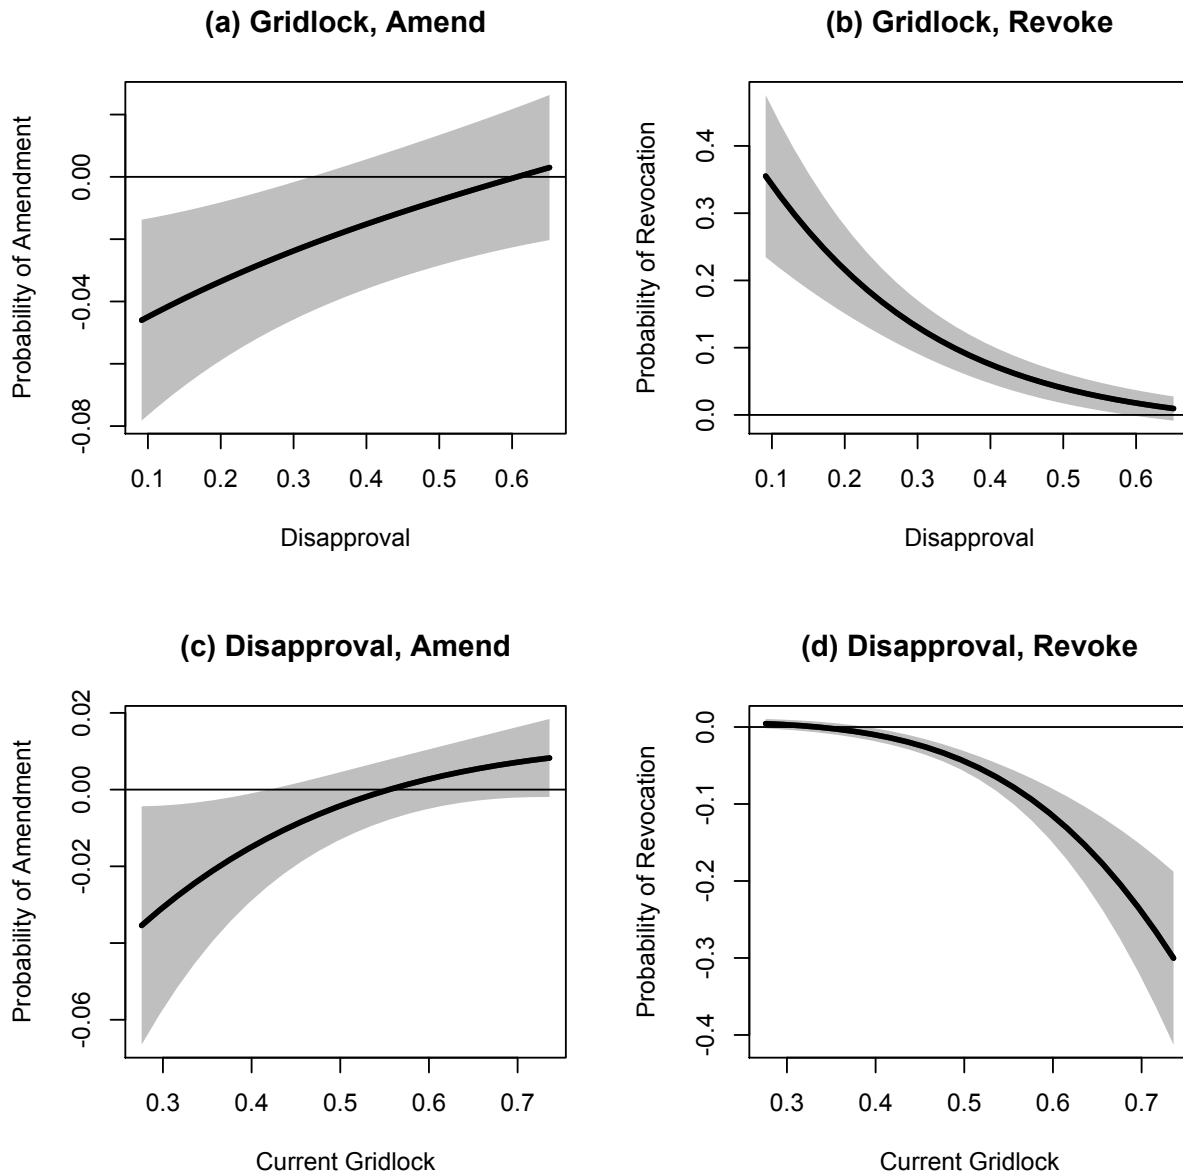 (a) Gridlock, Amend
Probability of Amendment
0.00
-0.04
-0.08
0.1 0.2 0.3 0.4 0.5 0.6
Disapproval
(b) Gridlock, Revoke
Probability of Revocation
0.4
0.3
0.2
0.1
0.0
0.1 0.2 0.3 0.4 0.5 0.6
Disapproval
(c) Disapproval, Amend
Probability of Amendment
0.02
0.00
-0.02
-0.06
0.3 0.4 0.5 0.6 0.7
Current Gridlock
(d) Disapproval, Revoke
Probability of Revocation
0.0
-0.1
-0.2
-0.3
-0.4
0.3 0.4 0.5 0.6 0.7
Current Gridlock